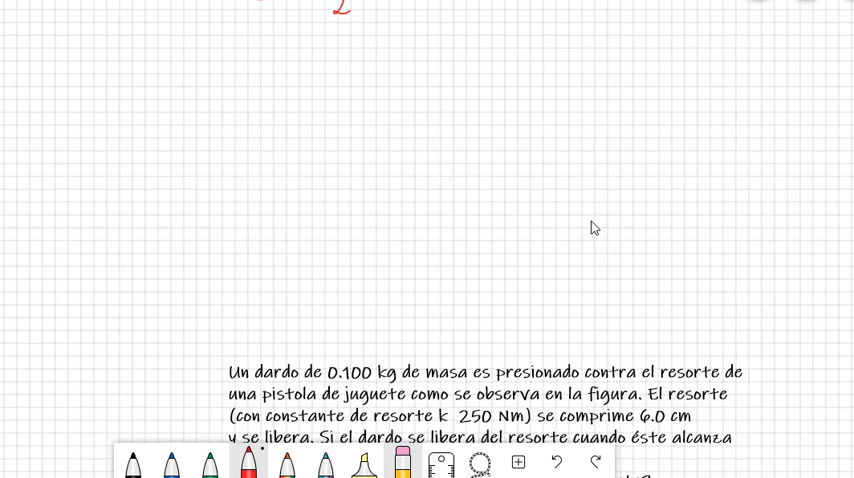 2
Un dardo de 0.100 kg de masa es presionado contra el resorte de
una pistola de juguete como se observa en la figura. El resorte
(con constante de resorte k 250 Nm) se comprime 6.0 cm
y se libera. Si el dardo se libera del resorte cuando éste alcanza